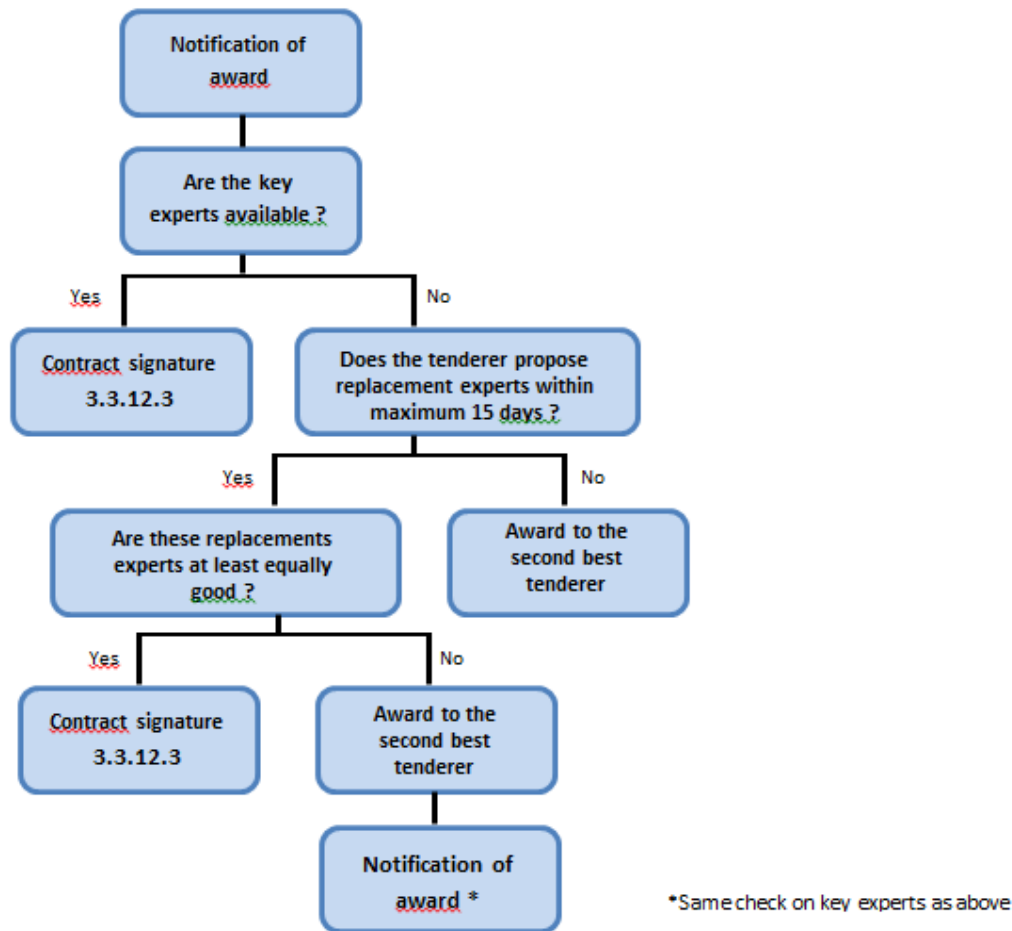 Notification of
award
Are the key
experts available ?
Yes
No
Contract signature
3.3.12.3
Does the tenderer propose
replacement experts within
maximum 15 days ?
Yes
No
Are these replacements
experts at least equally
good ?
Award to the
second best
tenderer
Yes
No
Contract signature
3.3.12.3
Award to the
second best
tenderer
Notification of
award *
*Same check on key experts as above